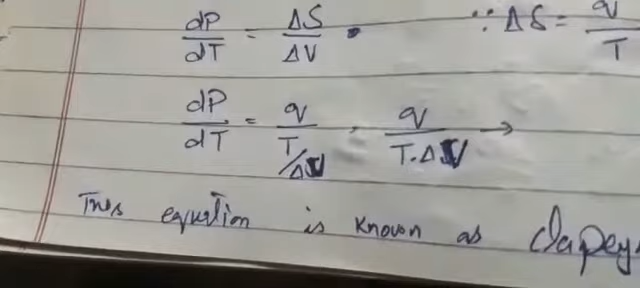 dP/dT = ΔS/ΔV . ∵ ΔS = q/T
dP/dT = q/T/ΔV , q/T.ΔV →
This equation is known as